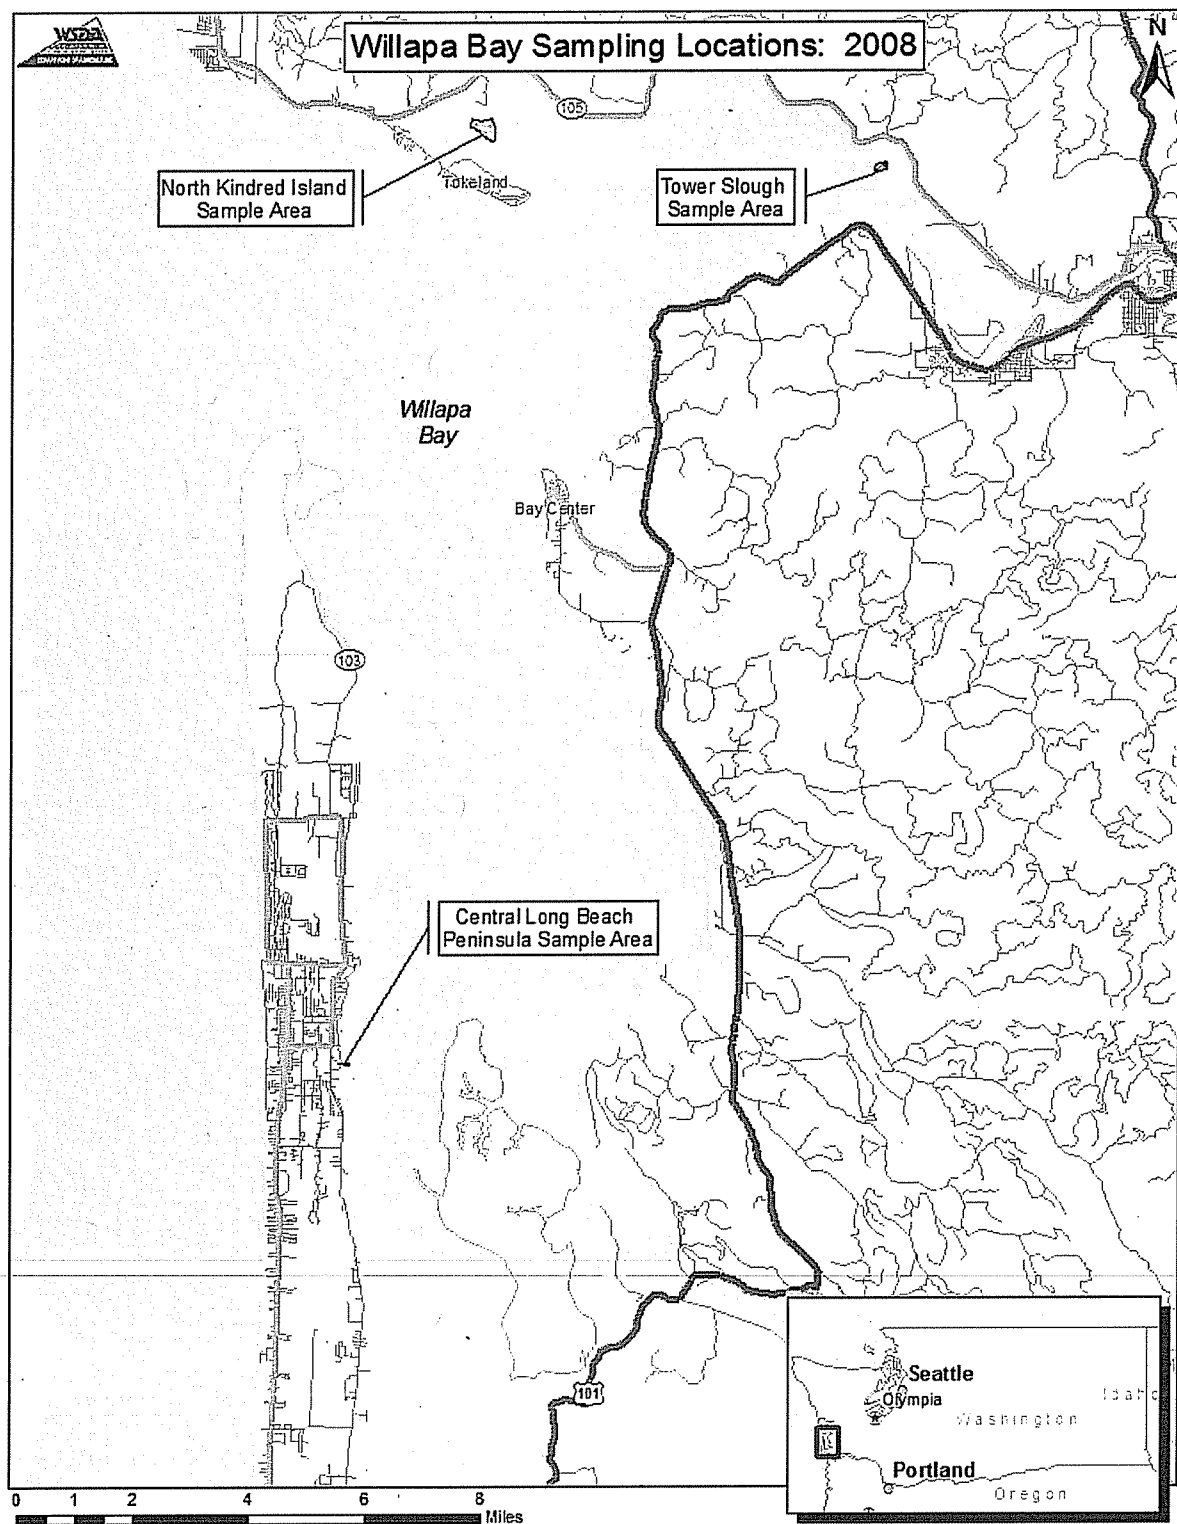 WSDA
Willapa Bay Sampling Locations: 2008
N
105
North Kindred Island
Sample Area
Tokeland
Tower Slough
Sample Area
Willapa
Bay
Bay Center
103
Central Long Beach
Peninsula Sample Area
101
Seattle
Olympia
Idaho
Washington
Portland
Oregon
0 1 2 4 6 8
Miles